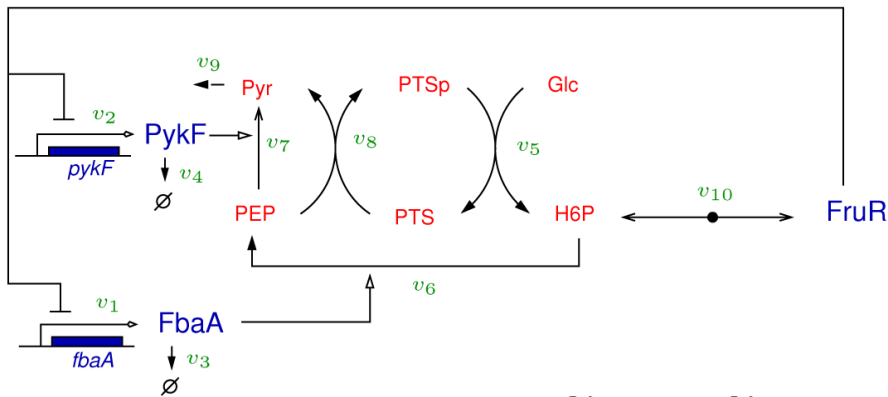 v9
Pyr
PTSp
Glc
v2
PykF
v7
v8
v5
pykF
v4
PEP
PTS
H6P
v10
FruR
v6
v1
FbaA
fbaA
v3